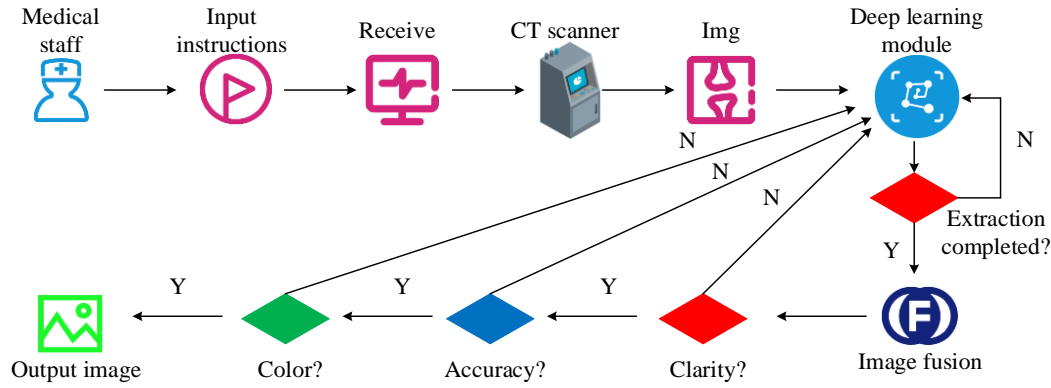 Medical
staff
Input
instructions
Receive
CT scanner
Img
Deep learning
module
N
N
N
N
Extraction
completed?
Y
F
Image fusion
Y
Y
Y
Clarity?
Accuracy?
Color?
Output image